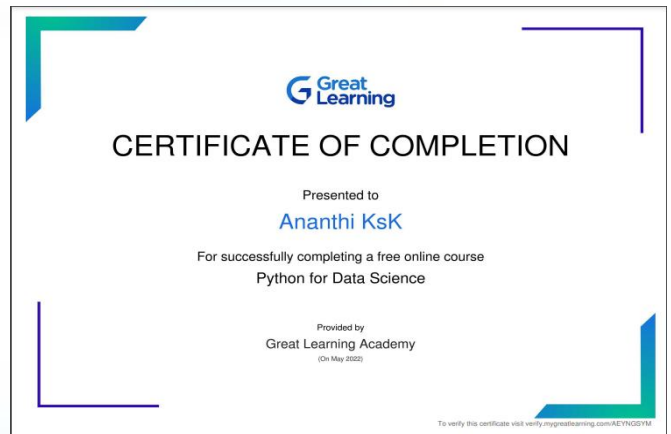 Great
Learning
CERTIFICATE OF COMPLETION
Presented to
Ananthi KsK
For successfully completing a free online course
Python for Data Science
Provided by
Great Learning Academy
(On May 2022)
To verify this certificate visit verify.mygreatlearning.com/AEYNGSYM